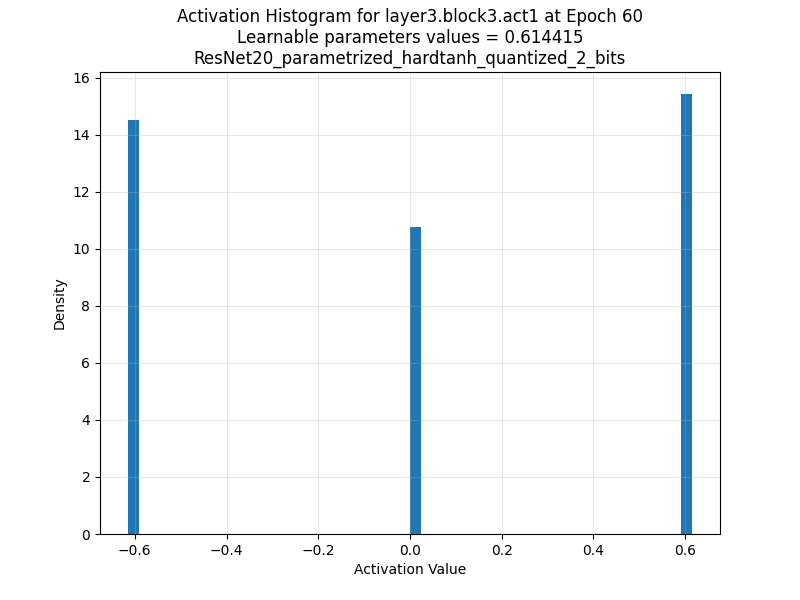 Activation Histogram for layer3.block3.act1 at Epoch 60
Learnable parameters values = 0.614415
ResNet20_parametrized_hardtanh_quantized_2_bits
16
14
12
10
8
6
4
2
0
Density
−0.6 −0.4 −0.2 0.0 0.2 0.4 0.6
Activation Value